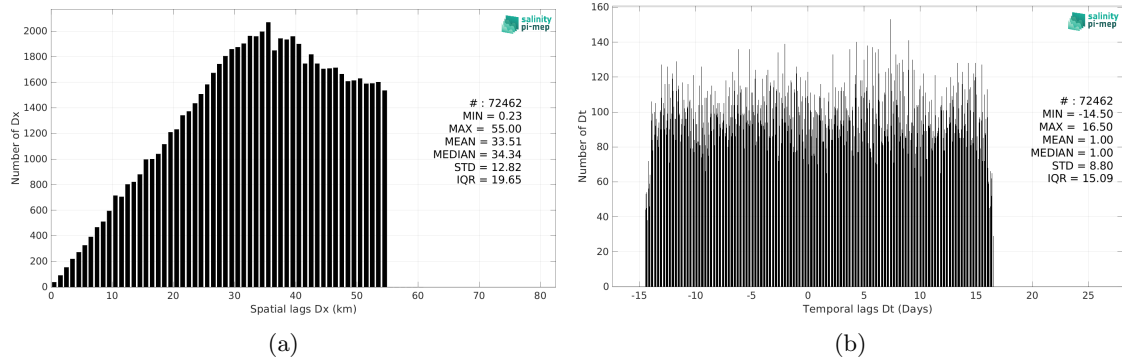 salinity
pi-mep
2000
1800
1600
1400
1200
1000
800
600
400
200
0
Number of Dx
# : 72462
MIN = 0.23
MAX = 55.00
MEAN = 33.51
MEDIAN = 34.34
STD = 12.82
IQR = 19.65
0 10 20 30 40 50 60 70 80
Spatial lags Dx (km)
(a)
salinity
pi-mep
160
140
120
100
80
60
40
20
0
Number of Dt
# : 72462
MIN = -14.50
MAX = 16.50
MEAN = 1.00
MEDIAN = 1.00
STD = 8.80
IQR = 15.09
-15 -10 -5 0 5 10 15 20 25
Temporal lags Dt (Days)
(b)